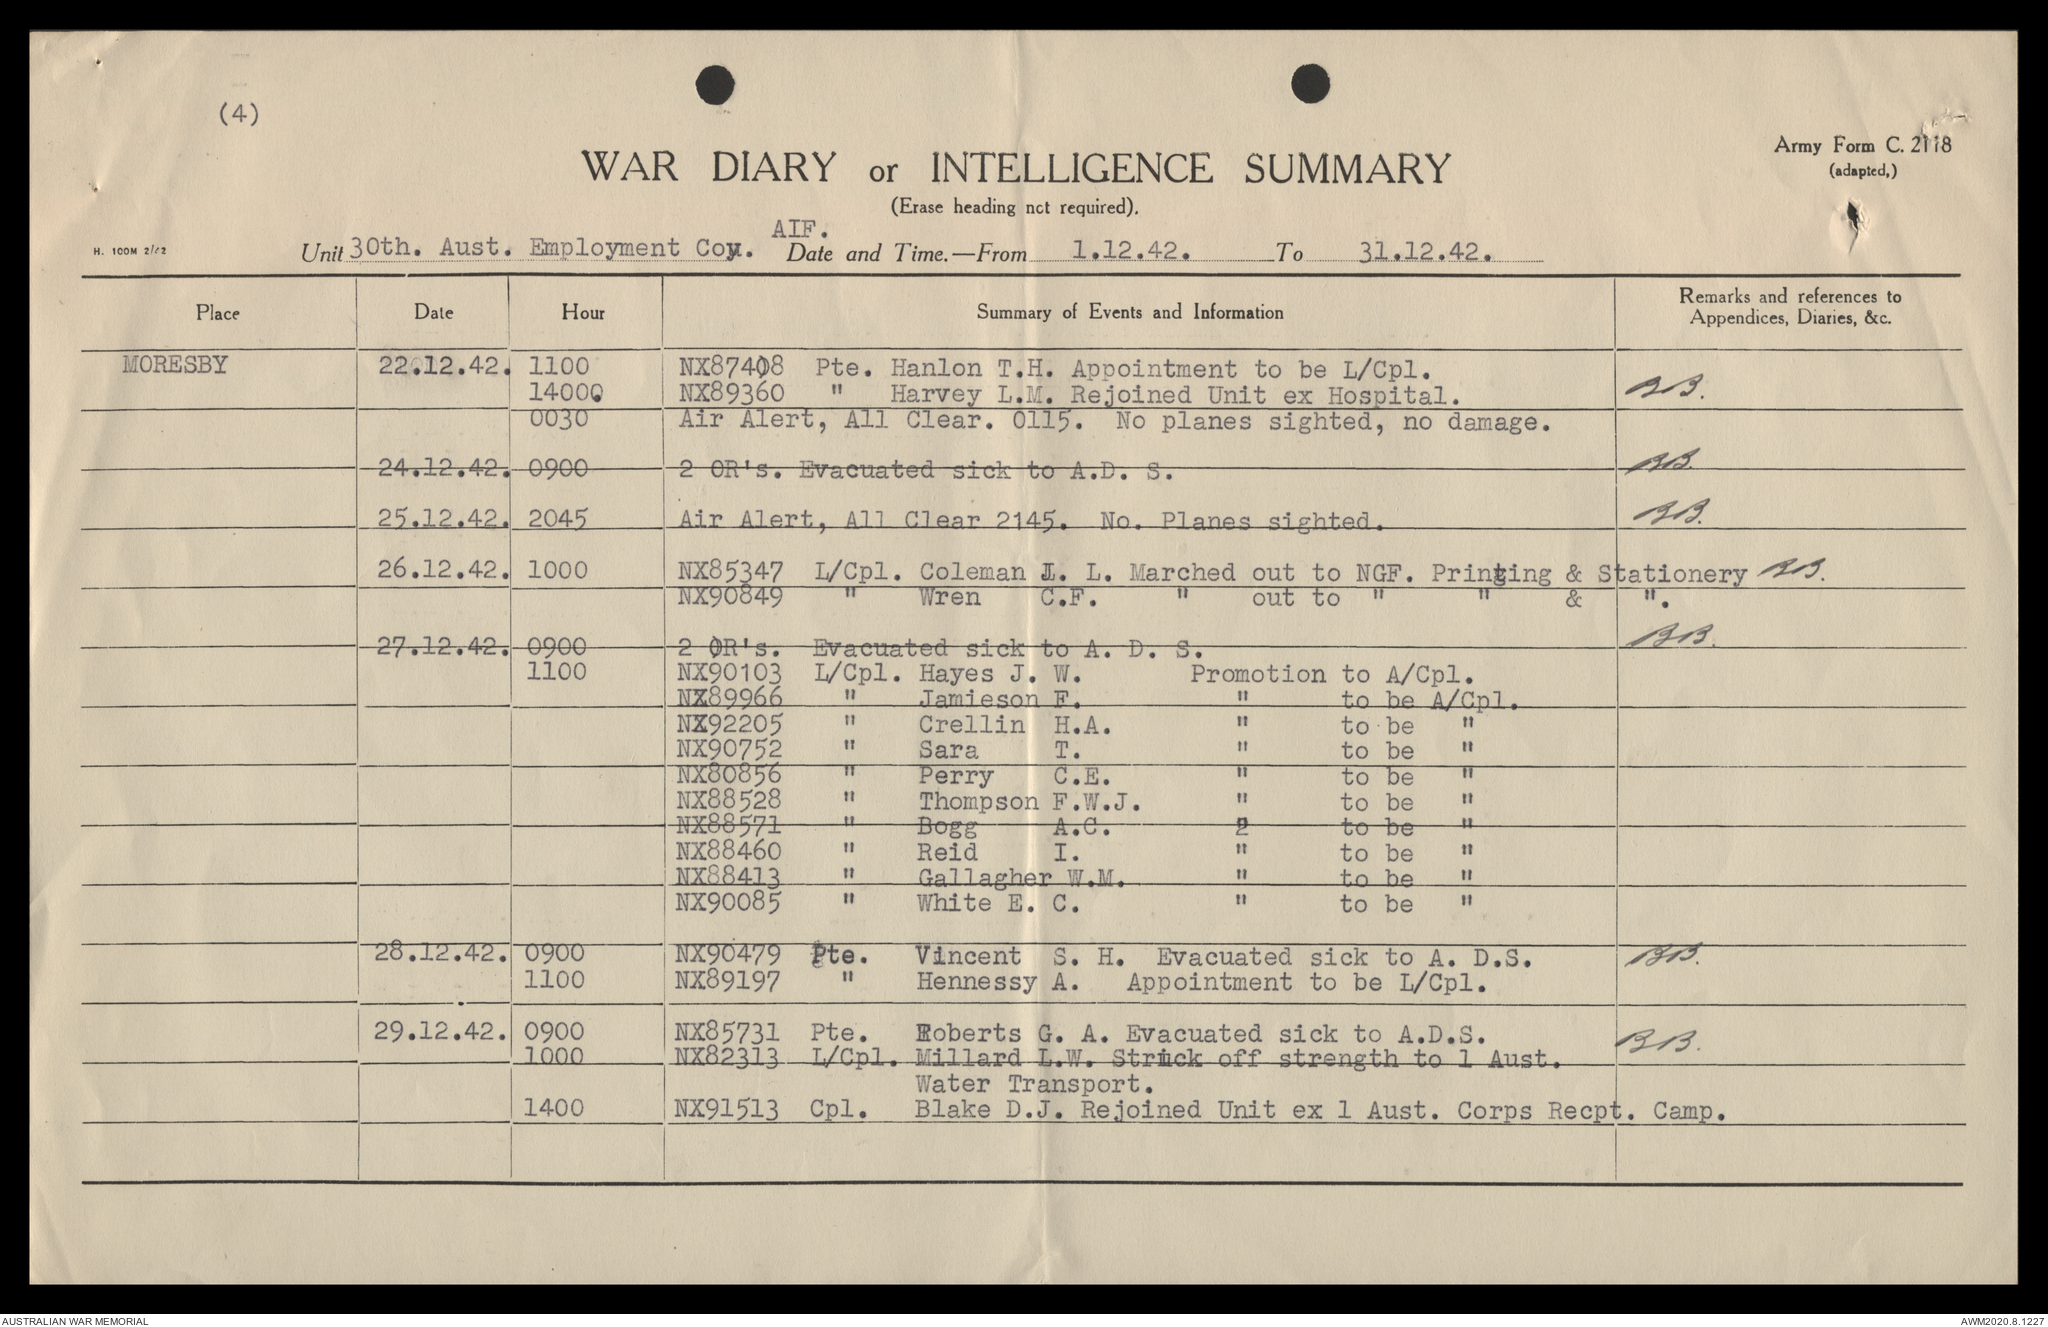 (4)
Army Form C. 2118
(adapted,)
WAR DIARY or INTELLIGENCE SUMMARY
(Erase heading not required).
AIF.
H. 100M 2/42
Unit 30th. Aust. Employment Coy. Date and Time.—From 1.12.42. To 31.12.42.
Place Date Hour Summary of Events and Information Remarks and references to Appendices, Diaries, &c.
MORESBY 22.12.42. 1100 NX87408 Pte. Hanlon T.H. Appointment to be L/Cpl.
14000. NX89360 " Harvey L.M. Rejoined Unit ex Hospital. BB.
0030 Air Alert, All Clear. 0115. No planes sighted, no damage.
24.12.42. 0900 2 OR's. Evacuated sick to A.D. S. BB.
25.12.42. 2045 Air Alert, All Clear 2145. No. Planes sighted. BB.
26.12.42. 1000 NX85347 L/Cpl. Coleman L. L. Marched out to NGF. Printing & Stationery BB.
NX90849 " Wren C.F. " out to " " & ".
27.12.42. 0900 2 OR's. Evacuated sick to A. D. S. BB.
1100 NX90103 L/Cpl. Hayes J. W. Promotion to A/Cpl.
NX89966 " Jamieson F. " to be A/Cpl.
NX92205 " Crellin H.A. " to be "
NX90752 " Sara T. " to be "
NX80856 " Perry C.E. " to be "
NX88528 " Thompson F.W.J. " to be "
NX88571 " Bogg A.C. 2 to be "
NX88460 " Reid I. " to be "
NX88413 " Gallagher W.M. " to be "
NX90085 " White E. C. " to be "
28.12.42. 0900 NX90479 Pte. Vincent S. H. Evacuated sick to A. D.S. BB.
1100 NX89197 " Hennessy A. Appointment to be L/Cpl.
29.12.42. 0900 NX85731 Pte. Roberts G. A. Evacuated sick to A.D.S. BB.
1000 NX82313 L/Cpl. Millard L.W. Struck off strength to 1 Aust.
Water Transport.
1400 NX91513 Cpl. Blake D.J. Rejoined Unit ex 1 Aust. Corps Recpt. Camp.
AUSTRALIAN WAR MEMORIAL
AWM2020.8.1227